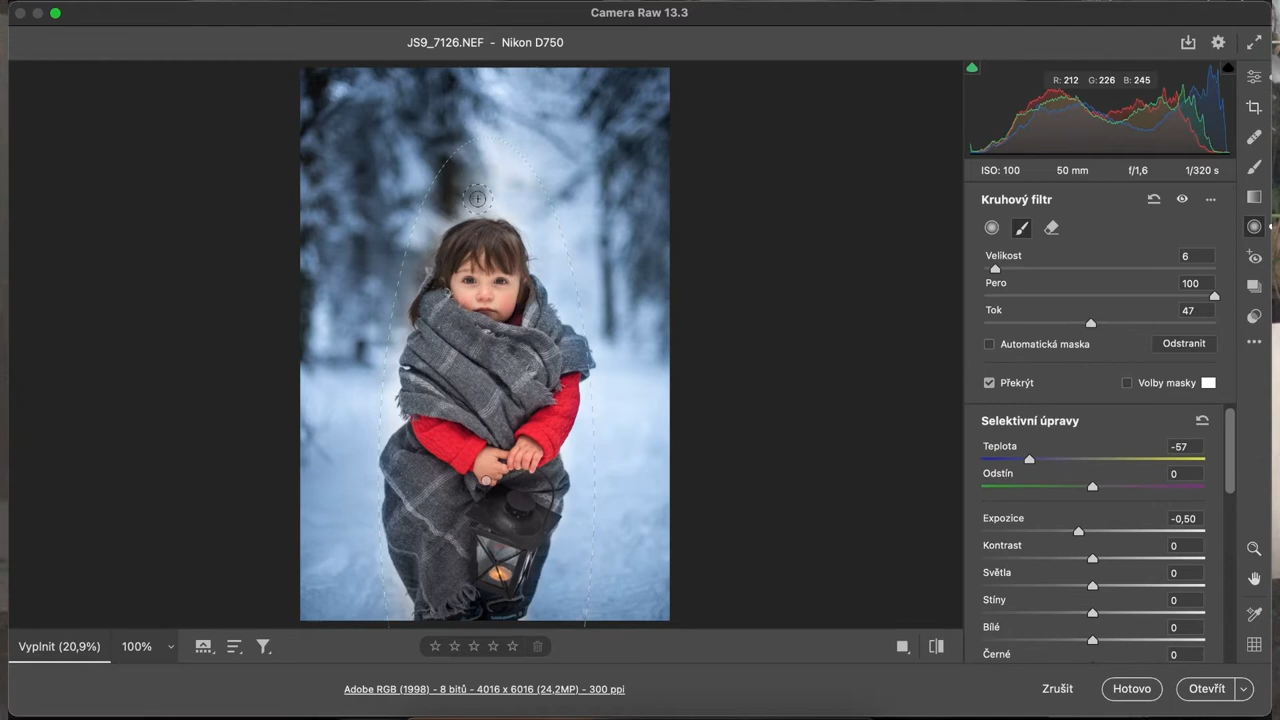 Camera Raw 13.3
JS9_7126.NEF - Nikon D750
R: 212 G: 226 B: 245
ISO: 100 50 mm f/1,6 1/320 s
Kruhový filtr
Velikost 6
Pero 100
Tok 47
Automatická maska Odstranit
Překrýt Volby masky
Selektivní úpravy
Teplota -57
Odstín 0
Expozice -0,50
Kontrast 0
Světla 0
Stíny 0
Bílé 0
Černé 0
Vyplnit (20,9%) 100%
Adobe RGB (1998) - 8 bitů - 4016 x 6016 (24,2MP) - 300 ppi
Zrušit Hotovo Otevřít